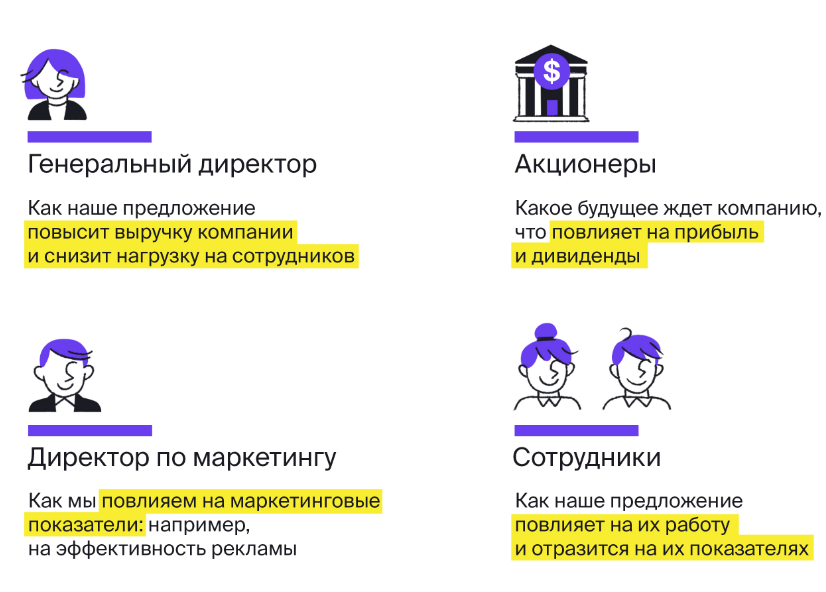 $
Генеральный директор
Как наше предложение
повысит выручку компании
и снизит нагрузку на сотрудников
Акционеры
Какое будущее ждет компанию,
что повлияет на прибыль
и дивиденды
Директор по маркетингу
Как мы повлияем на маркетинговые
показатели: например,
на эффективность рекламы
Сотрудники
Как наше предложение
повлияет на их работу
и отразится на их показателях